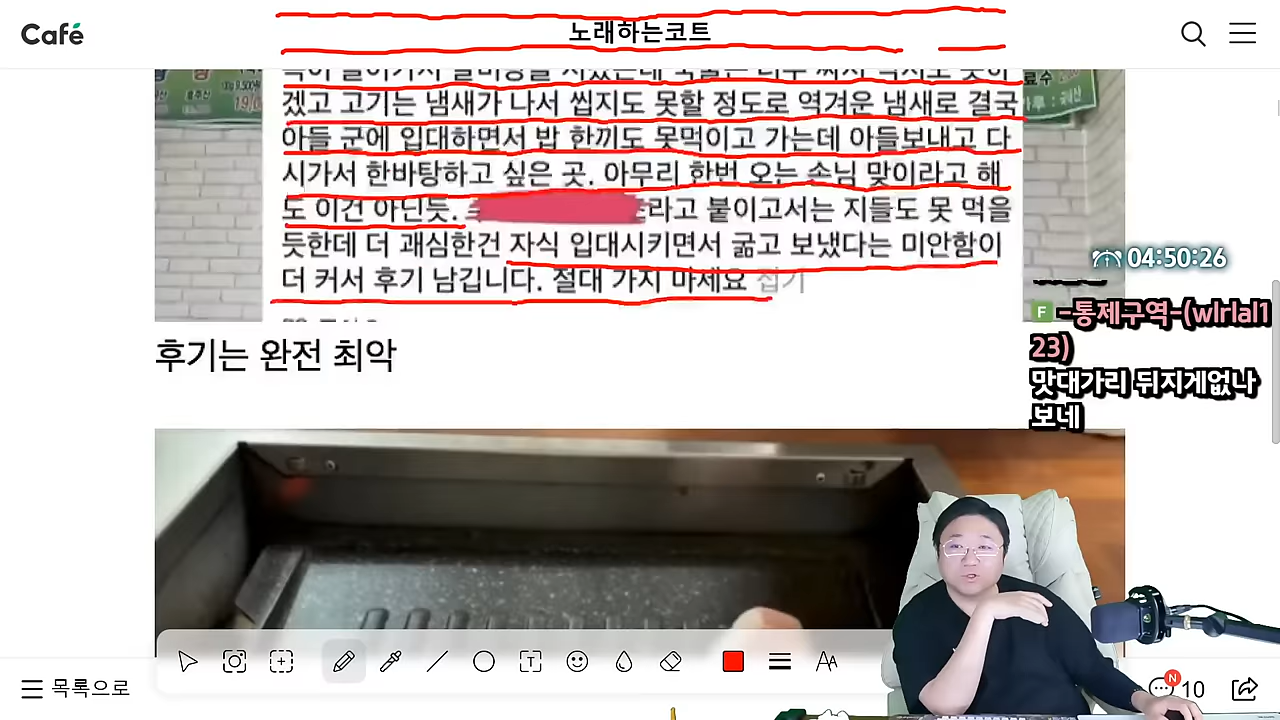 Café
노래하는코트
겠고 고기는 냄새가 나서 씹지도 못할 정도로 역겨운 냄새로 결국
아들 군에 입대하면서 밥 한끼도 못먹이고 가는데 아들보내고 다
시가서 한바탕하고 싶은 곳. 아무리 한번 오는 손님 맞이라고 해
도 이건 아닌듯. 라고 붙이고서는 지들도 못 먹을
듯한데 더 괘심한건 자식 입대시키면서 굶고 보냈다는 미안함이
더 커서 후기 남깁니다. 절대 가지 마세요 접기
04:50:26
F -통제구역-(wlrlal1
23)
맛대가리 뒤지게없나
보네
후기는 완전 최악
목록으로
N
10